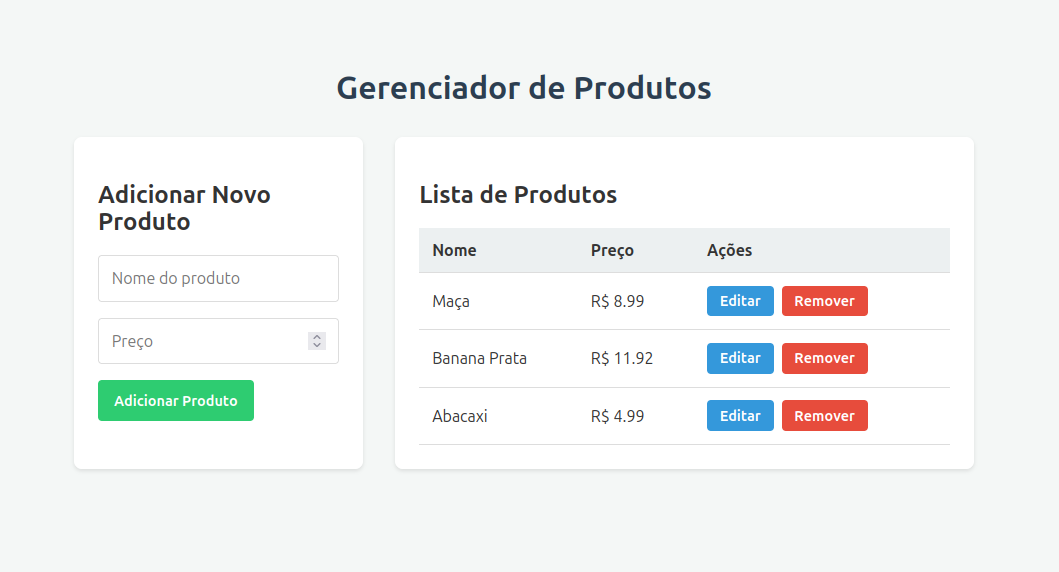 Gerenciador de Produtos
Adicionar Novo
Produto
Nome do produto
Preço
Adicionar Produto
Lista de Produtos
Nome Preço Ações
Maça R$ 8.99 Editar Remover
Banana Prata R$ 11.92 Editar Remover
Abacaxi R$ 4.99 Editar Remover